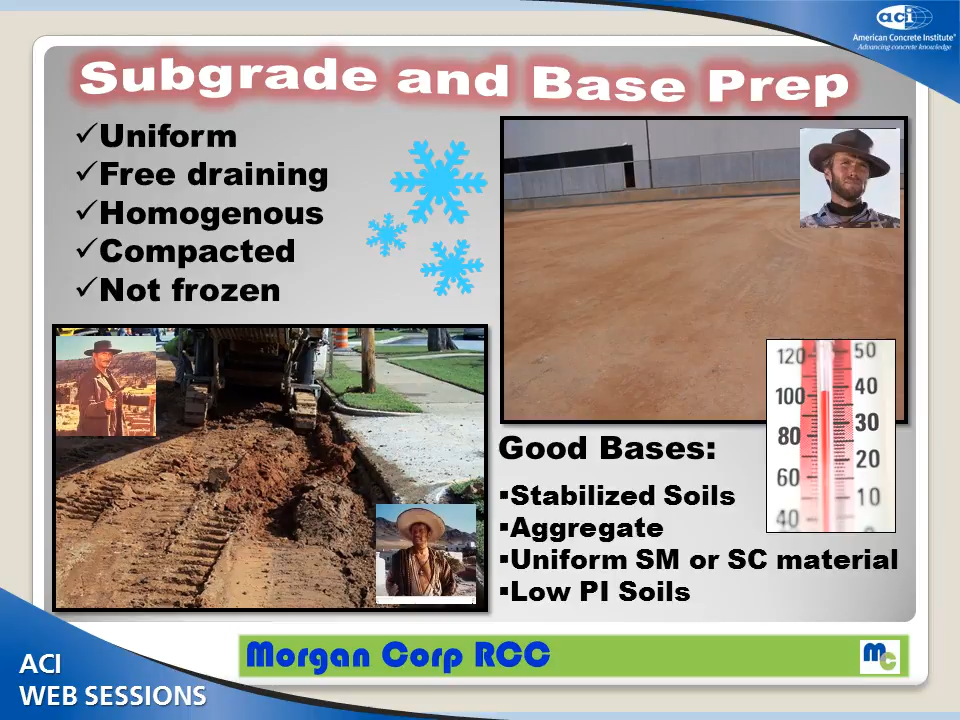 aci
American Concrete Institute®
Advancing concrete knowledge
Subgrade and Base Prep
✓Uniform
✓Free draining
✓Homogenous
✓Compacted
✓Not frozen
120 50
100 40
80 30
60 20
40 10
0
Good Bases:
▪Stabilized Soils
▪Aggregate
▪Uniform SM or SC material
▪Low PI Soils
Morgan Corp RCC
MC
ACI
WEB SESSIONS